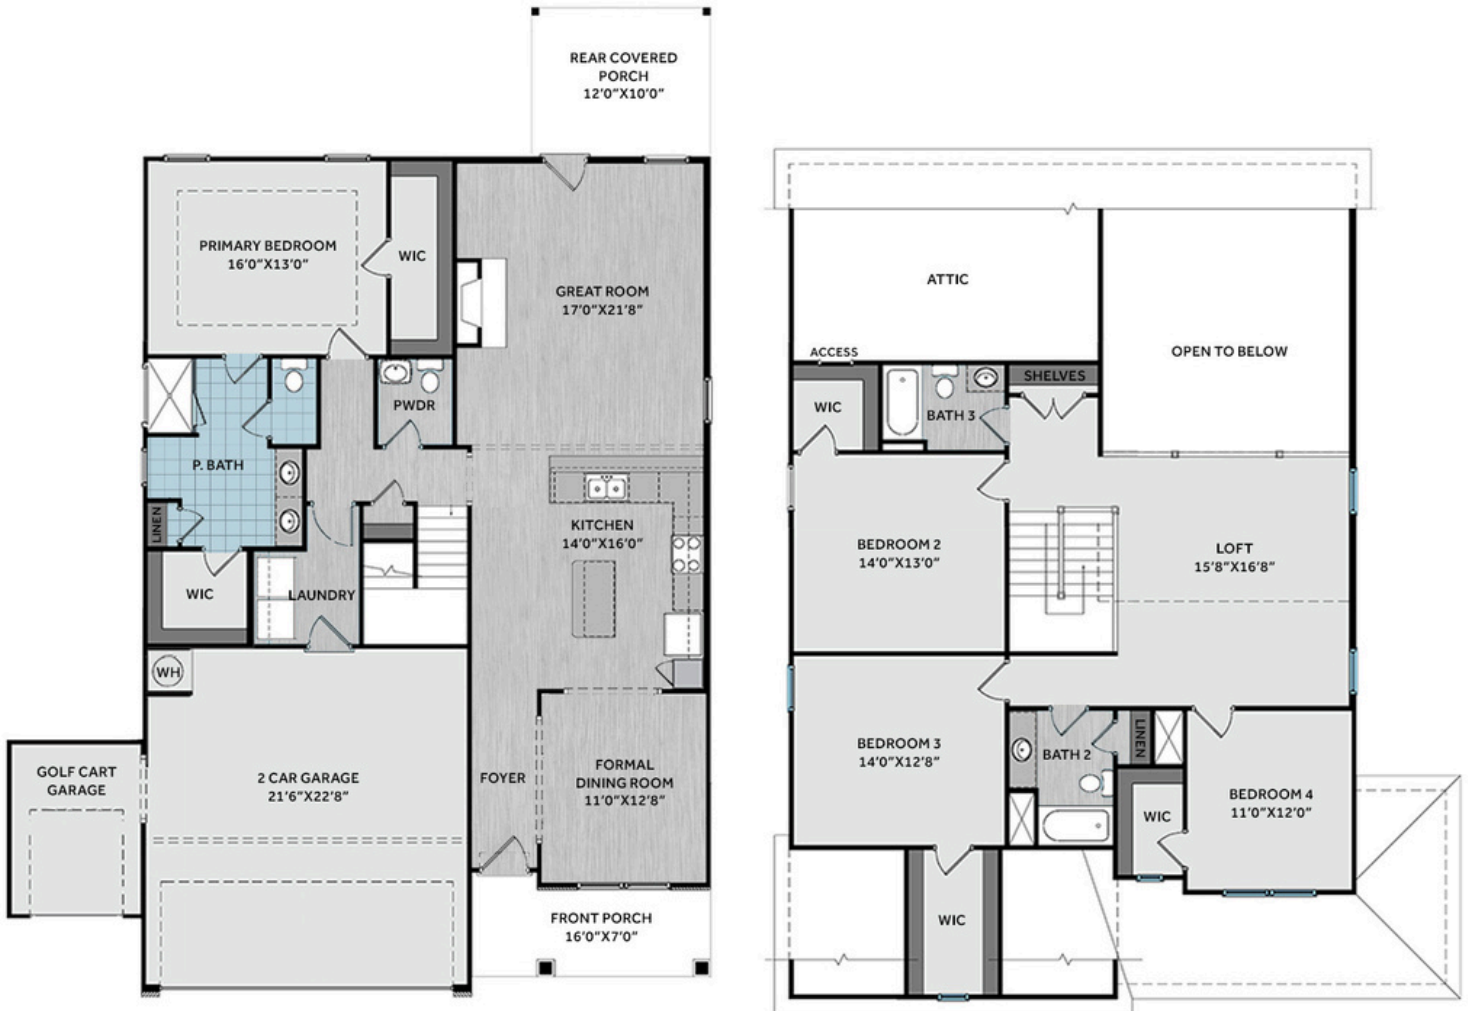 REAR COVERED
PORCH
12'0"X10'0"
PRIMARY BEDROOM
16'0"X13'0"
WIC
GREAT ROOM
17'0"X21'8"
PWDR
P. BATH
LINEN
KITCHEN
14'0"X16'0"
WIC
LAUNDRY
WH
GOLF CART
GARAGE
2 CAR GARAGE
21'6"X22'8"
FOYER
FORMAL
DINING ROOM
11'0"X12'8"
FRONT PORCH
16'0"X7'0"
ATTIC
ACCESS
OPEN TO BELOW
SHELVES
WIC
BATH 3
BEDROOM 2
14'0"X13'0"
LOFT
15'8"X16'8"
BEDROOM 3
14'0"X12'8"
BATH 2
LINEN
WIC
BEDROOM 4
11'0"X12'0"
WIC